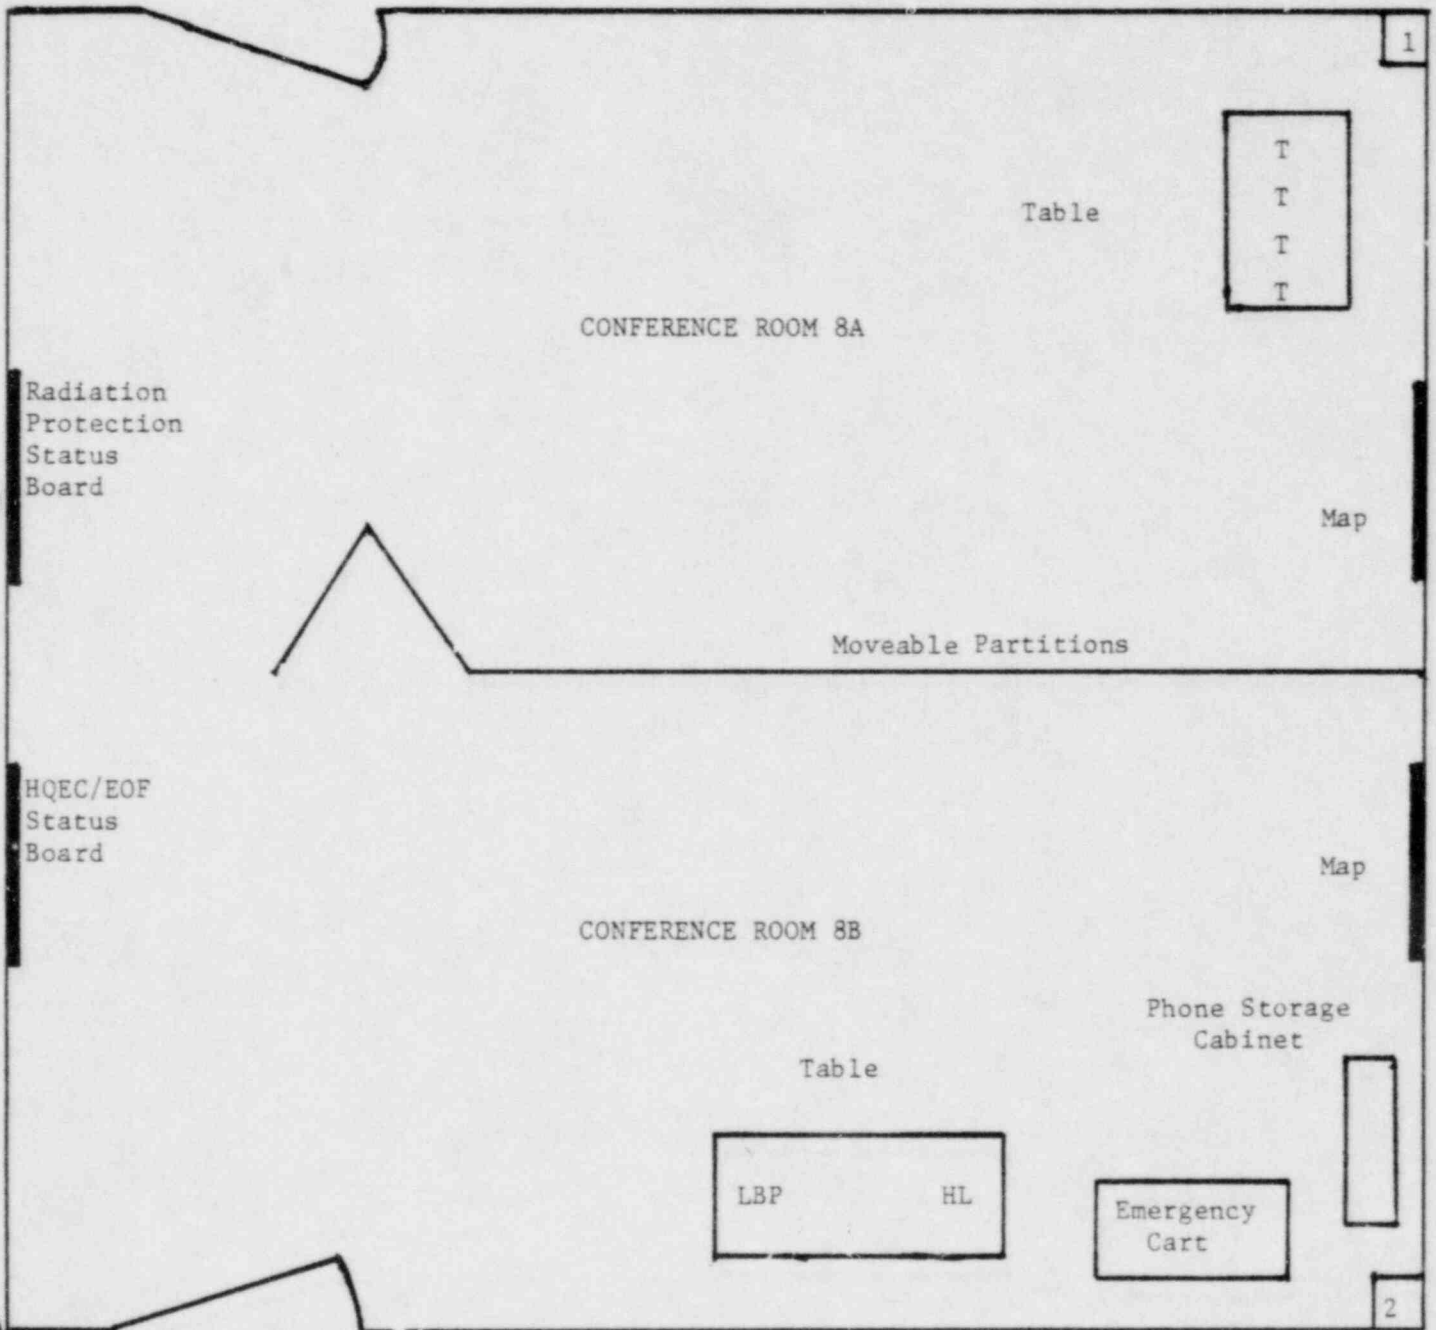 1
T
T
Table
T
T
CONFERENCE ROOM 8A
Radiation
Protection
Status
Board
Map
Moveable Partitions
HQEC/EOF
Status
Board
Map
CONFERENCE ROOM 8B
Phone Storage
Cabinet
Table
LBP HL
Emergency
Cart
2